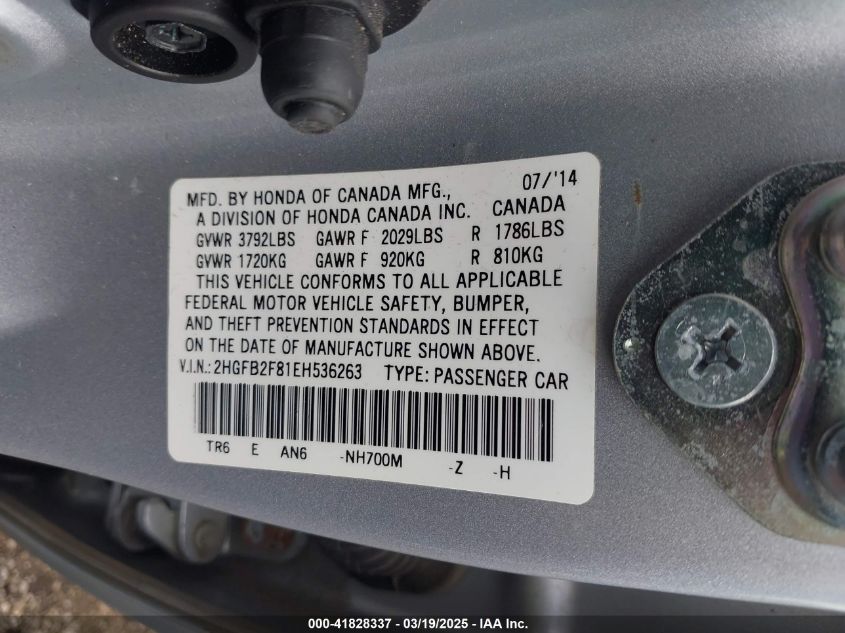 MFD. BY HONDA OF CANADA MFG., 07/'14
A DIVISION OF HONDA CANADA INC. CANADA
GVWR 3792LBS GAWR F 2029LBS R 1786LBS
GVWR 1720KG GAWR F 920KG R 810KG
THIS VEHICLE CONFORMS TO ALL APPLICABLE
FEDERAL MOTOR VEHICLE SAFETY, BUMPER,
AND THEFT PREVENTION STANDARDS IN EFFECT
ON THE DATE OF MANUFACTURE SHOWN ABOVE.
V.I.N.: 2HGFB2F81EH536263 TYPE: PASSENGER CAR
TR6 E AN6 -NH700M -Z -H
000-41828337 / 03/19/2025 - IAA Inc.